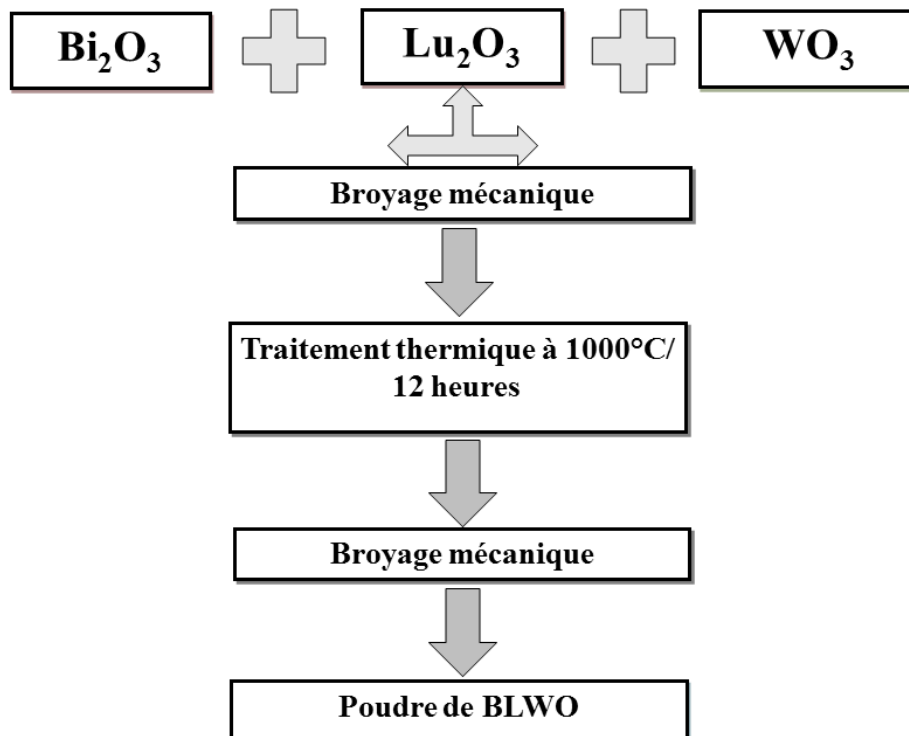 Bi₂O₃ Lu₂O₃ WO₃
Broyage mécanique
Traitement thermique à 1000°C/
12 heures
Broyage mécanique
Poudre de BLWO